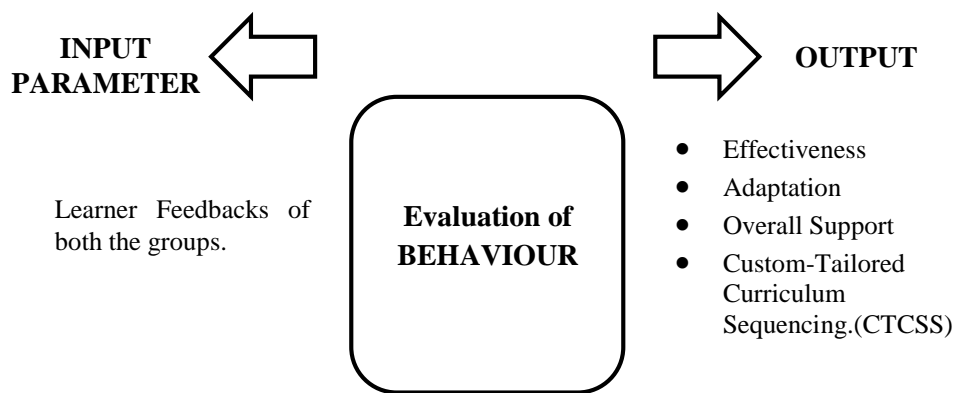 INPUT
PARAMETER
Learner Feedbacks of
both the groups.
Evaluation of
BEHAVIOUR
OUTPUT
● Effectiveness
● Adaptation
● Overall Support
● Custom-Tailored
Curriculum
Sequencing.(CTCSS)